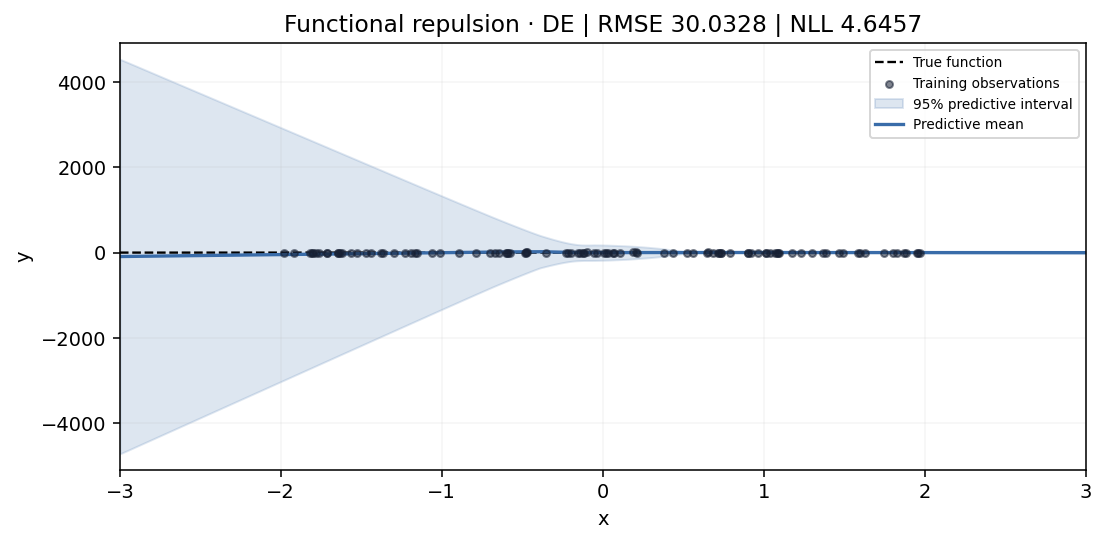 Functional repulsion · DE | RMSE 30.0328 | NLL 4.6457
True function
Training observations
95% predictive interval
Predictive mean
4000
2000
0
−2000
−4000
y
−3
−2
−1
0
1
2
3
x